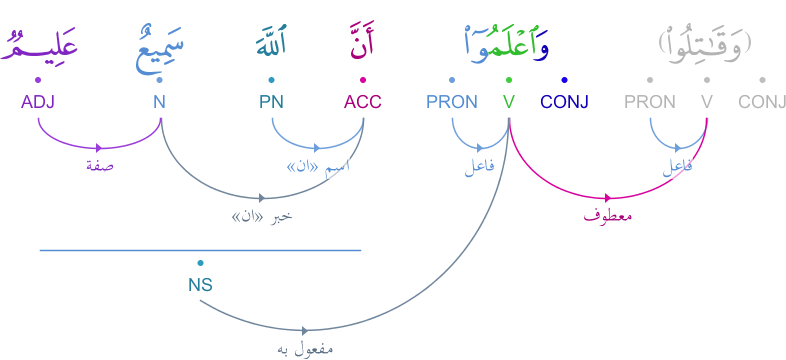 (وَقَـٰتِلُوا۟) وَٱعْلَمُوٓا۟ أَنَّ ٱللَّهَ سَمِيعٌ عَلِيمٌ
CONJ V PRON CONJ V PRON ACC PN N ADJ
فاعل فاعل اسم «ان» صفة
معطوف خبر «ان»
NS
مفعول به